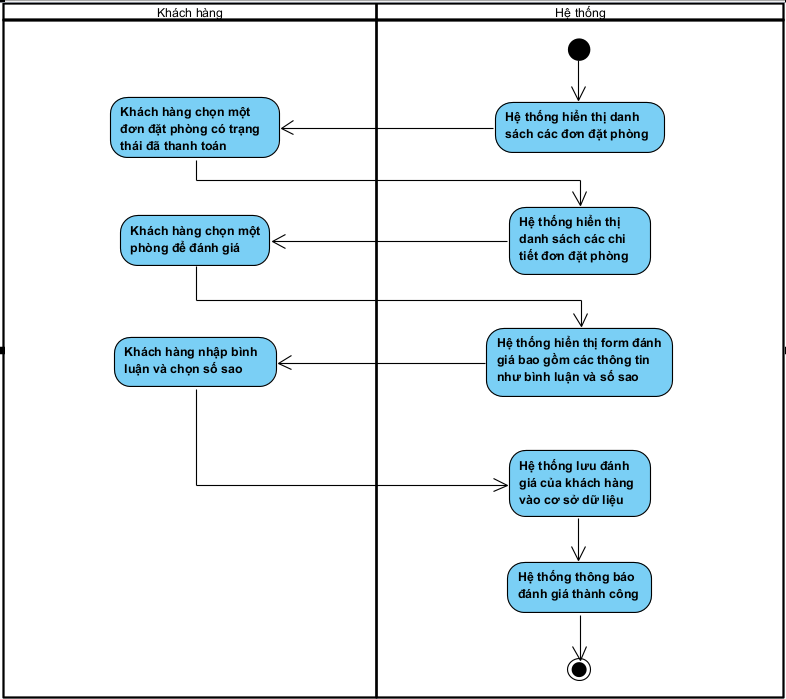 Khách hàng
Hệ thống
Hệ thống hiển thị danh
sách các đơn đặt phòng
Khách hàng chọn một
đơn đặt phòng có trạng
thái đã thanh toán
Hệ thống hiển thị
danh sách các chi
tiết đơn đặt phòng
Khách hàng chọn một
phòng để đánh giá
Hệ thống hiển thị form đánh
giá bao gồm các thông tin
như bình luận và số sao
Khách hàng nhập bình
luận và chọn số sao
Hệ thống lưu đánh
giá của khách hàng
vào cơ sở dữ liệu
Hệ thống thông báo
đánh giá thành công